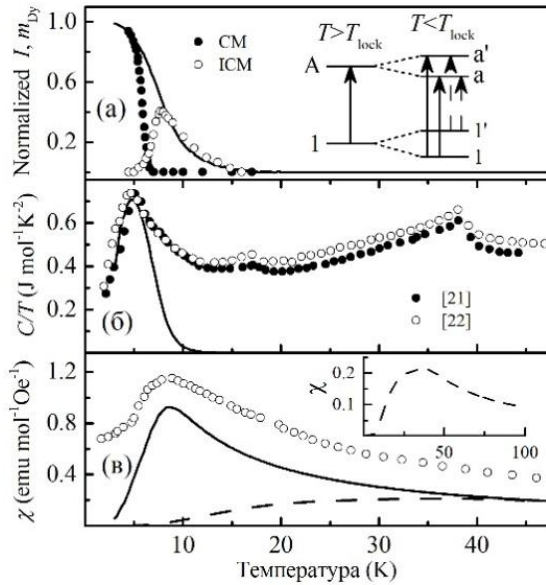 Normalized I, m_Dy
1.0
0.8
0.6
0.4
0.2
CM
ICM
(а)
T>T_lock
T<T_lock
A
1
a'
a
1'
1
C/T (J mol⁻¹K⁻²)
0.6
0.4
0.2
(б)
[21]
[22]
χ (emu mol⁻¹Oe⁻¹)
1.2
0.8
0.4
(в)
χ
0.2
0.1
50
100
10
20
30
40
Температура (K)